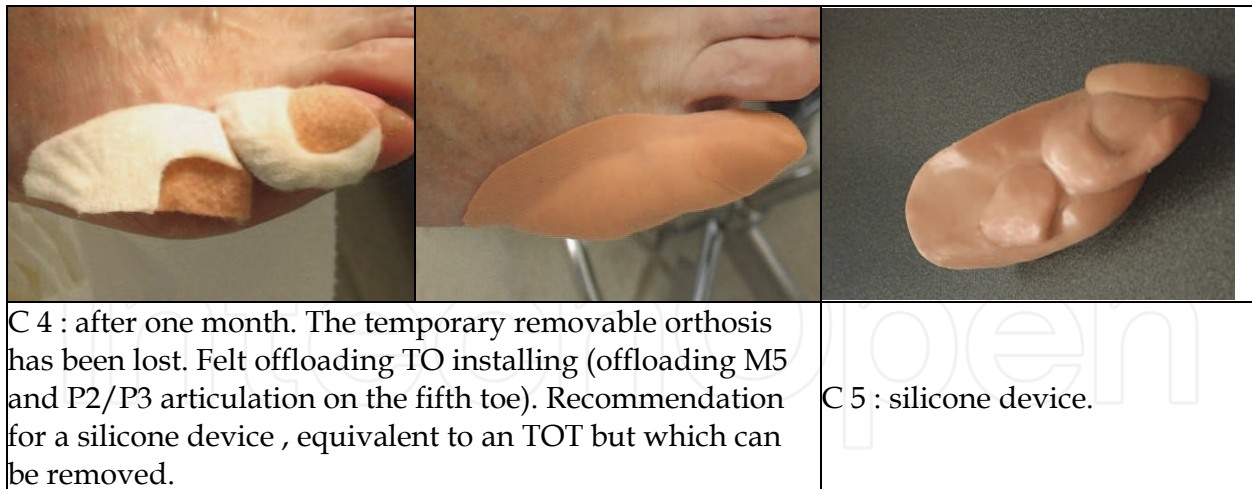 C 4 : after one month. The temporary removable orthosis
has been lost. Felt offloading TO installing (offloading M5
and P2/P3 articulation on the fifth toe). Recommendation
for a silicone device , equivalent to an TOT but which can
be removed.
C 5 : silicone device.
IntechOpen